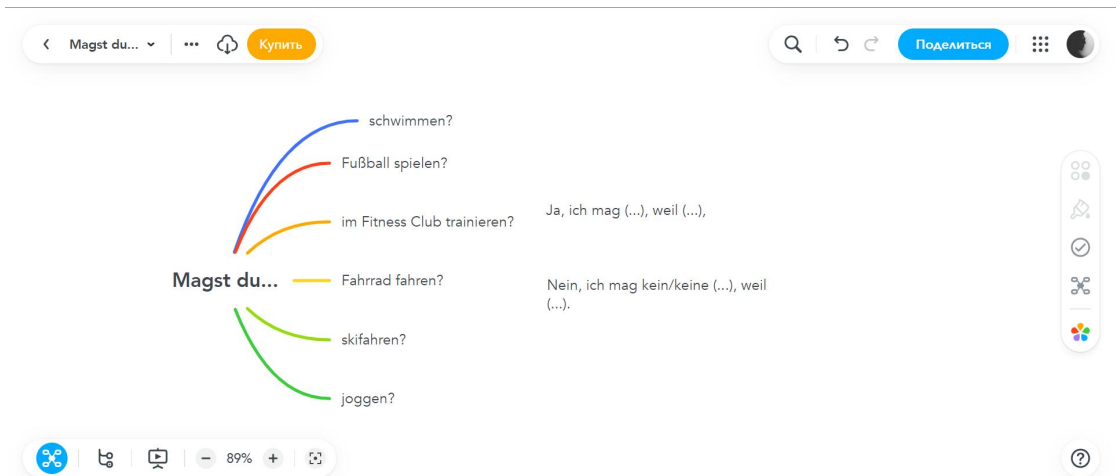 Magst du...
Купить
Поделиться
schwimmen?
Fußball spielen?
im Fitness Club trainieren?
Ja, ich mag (...), weil (...),
Magst du...
Fahrrad fahren?
Nein, ich mag kein/keine (...), weil
(...).
skifahren?
joggen?
89%